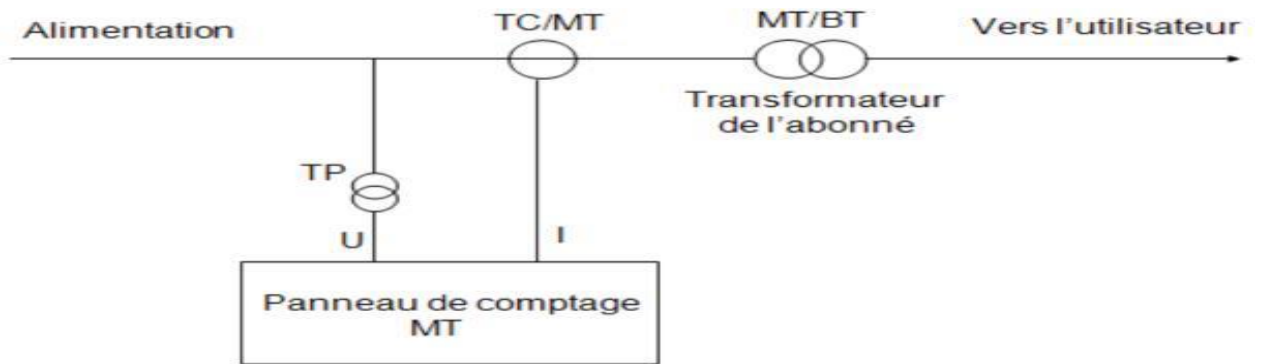 Alimentation
TC/MT
MT/BT
Vers l'utilisateur
Transformateur
de l'abonné
TP
U
I
Panneau de comptage
MT